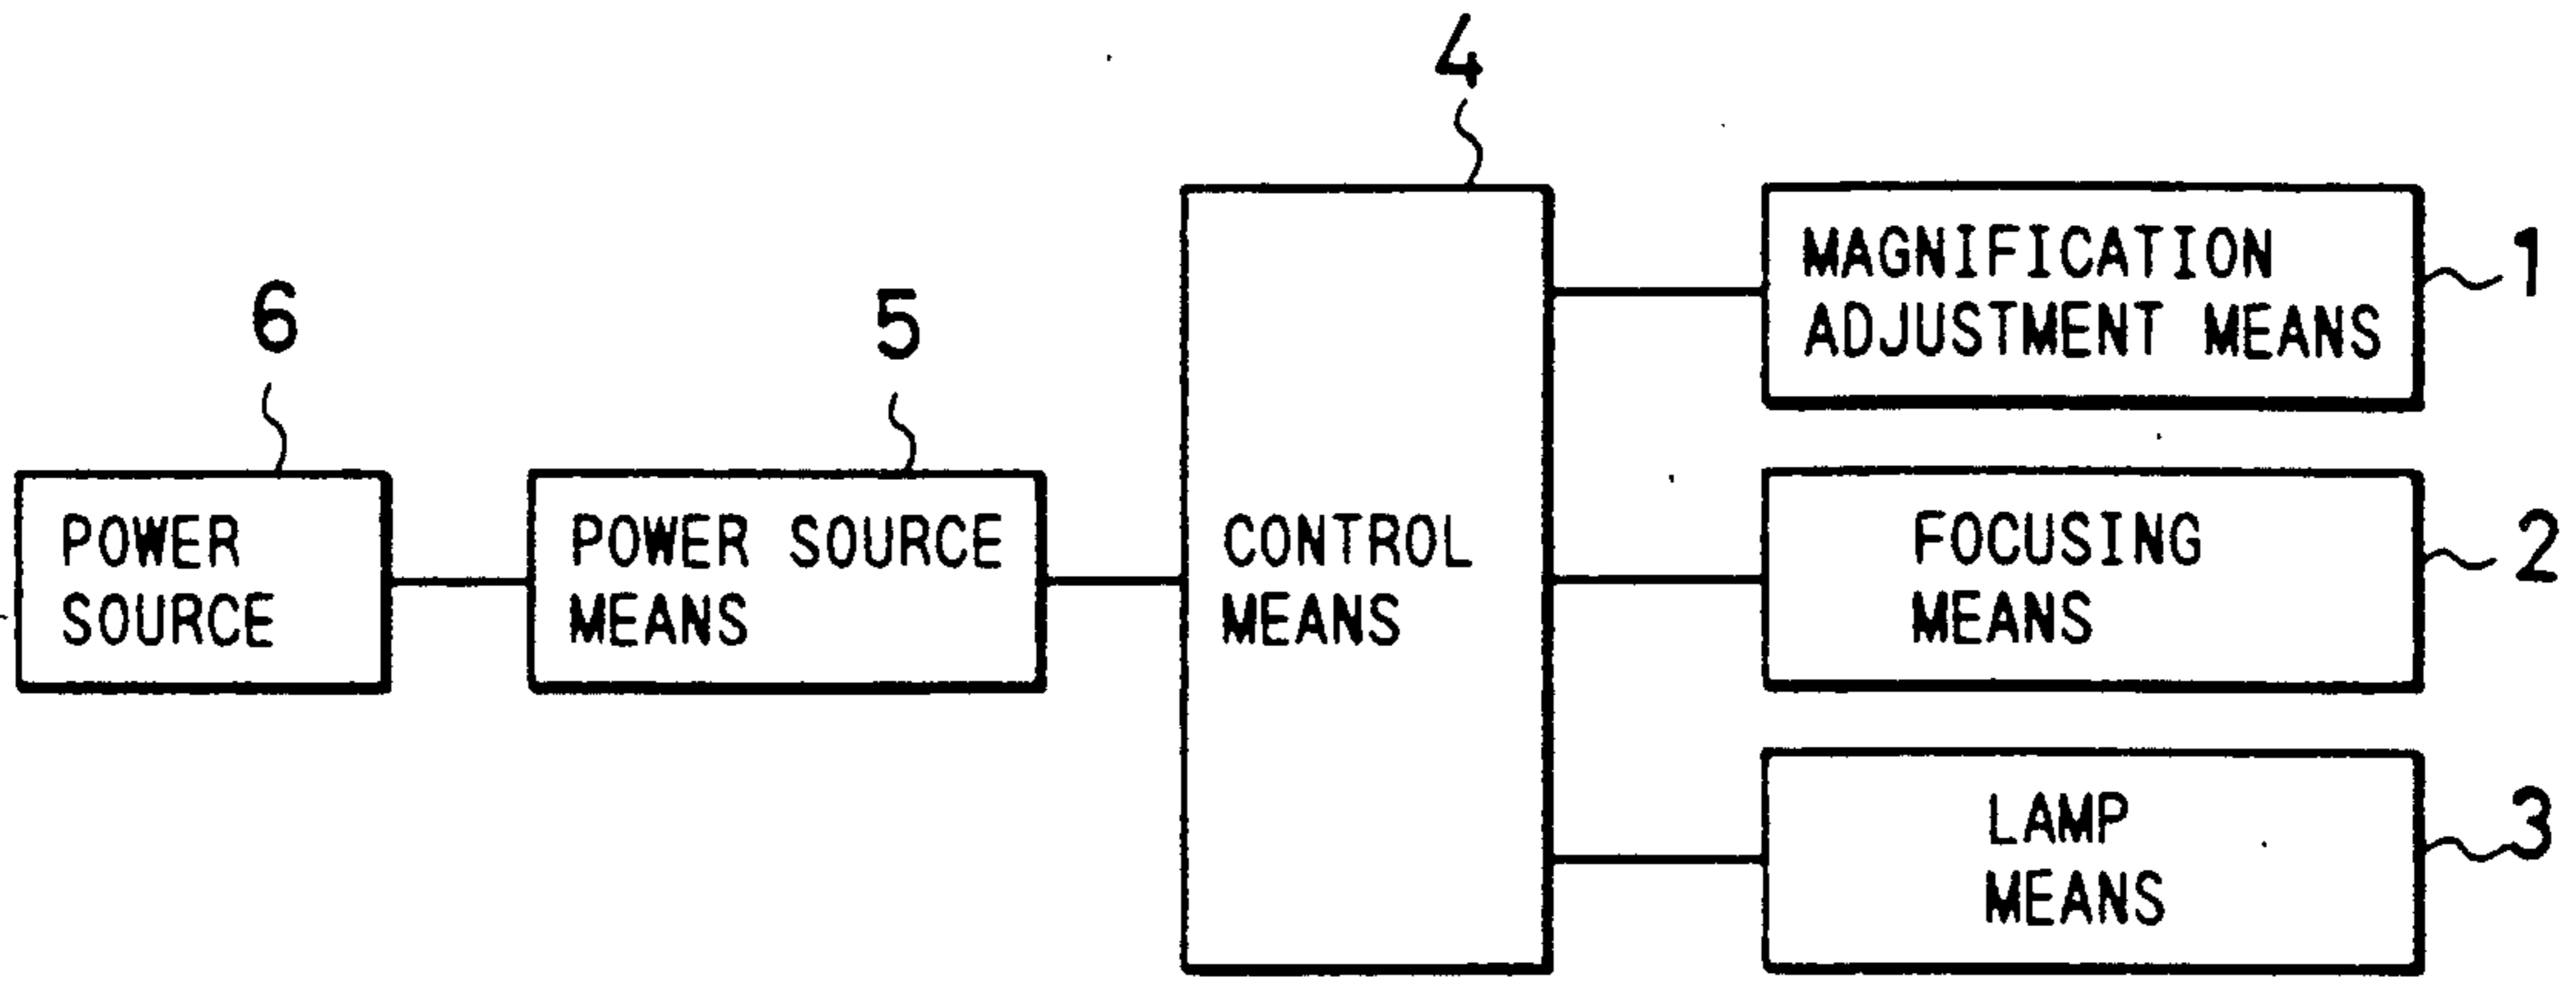 4
MAGNIFICATION
ADJUSTMENT MEANS
1
6
5
POWER
SOURCE
POWER SOURCE
MEANS
CONTROL
MEANS
FOCUSING
MEANS
2
LAMP
MEANS
3